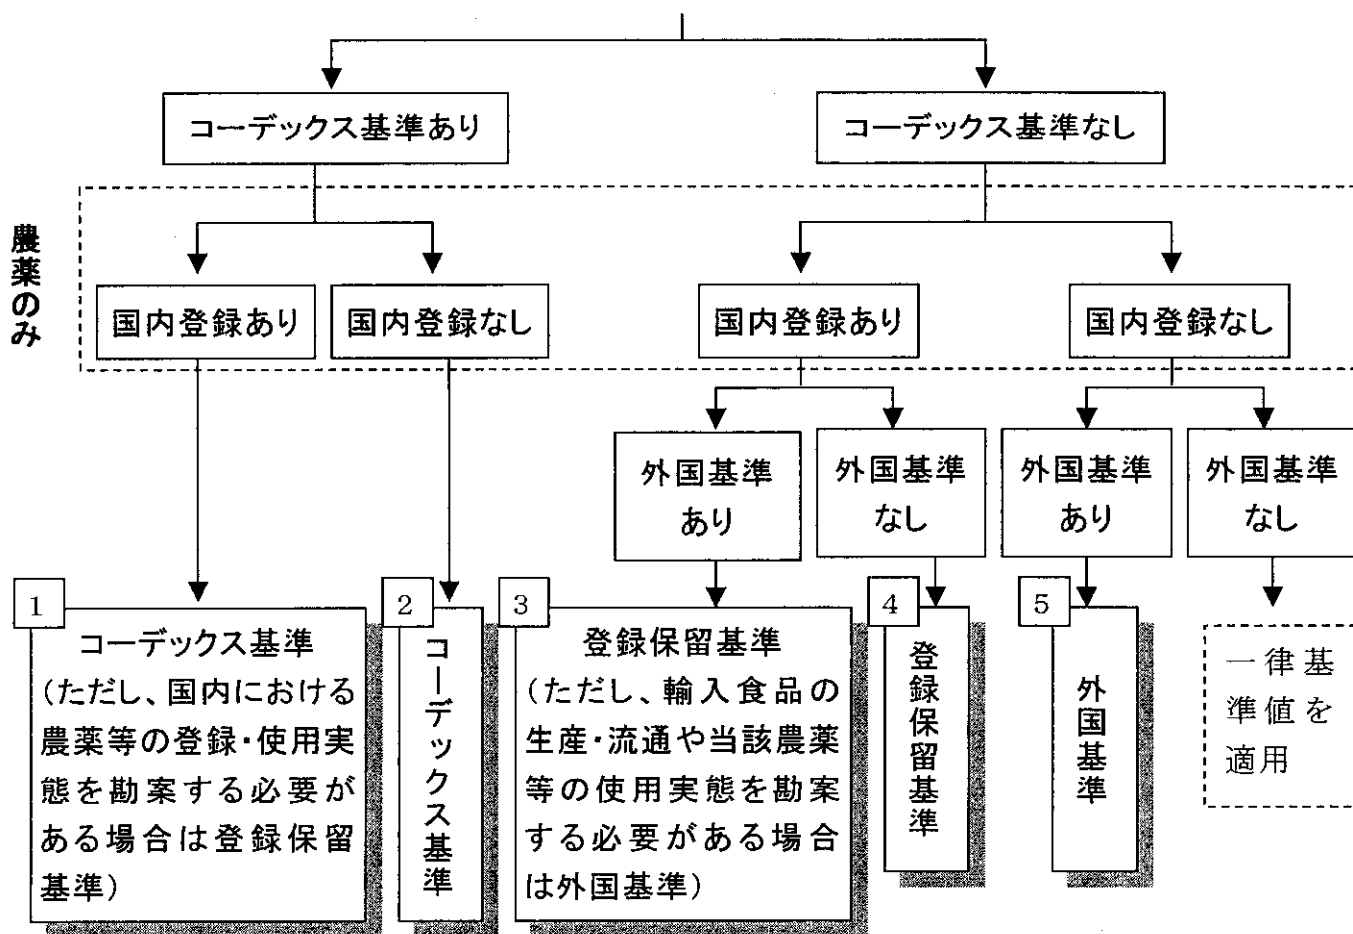 コーデックス基準あり
コーデックス基準なし
農薬のみ
国内登録あり
国内登録なし
国内登録あり
国内登録なし
外国基準
あり
外国基準
なし
外国基準
あり
外国基準
なし
1
コーデックス基準
(ただし、国内における
農薬等の登録・使用実
態を勘案する必要が
ある場合は登録保留
基準)
2
コーデックス基準
3
登録保留基準
(ただし、輸入食品の
生産・流通や当該農薬
等の使用実態を勘案
する必要がある場合
は外国基準)
4
登録保留基準
5
外国基準
一律基
準値を
適用